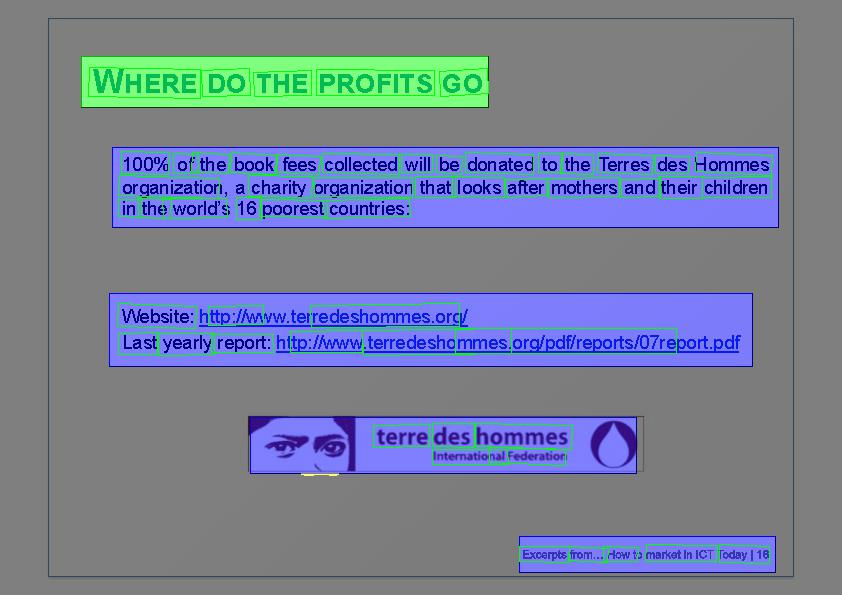 WHERE DO THE PROFITS GO
100% of the book fees collected will be donated to the Terres des Hommes
organization, a charity organization that looks after mothers and their children
in the world's 16 poorest countries:
Website: http://www.terredeshommes.org/
Last yearly report: http://www.terredeshommes.org/pdf/reports/07report.pdf
terre des hommes
International Federation
Excerpts from... How to market in ICT Today | 16